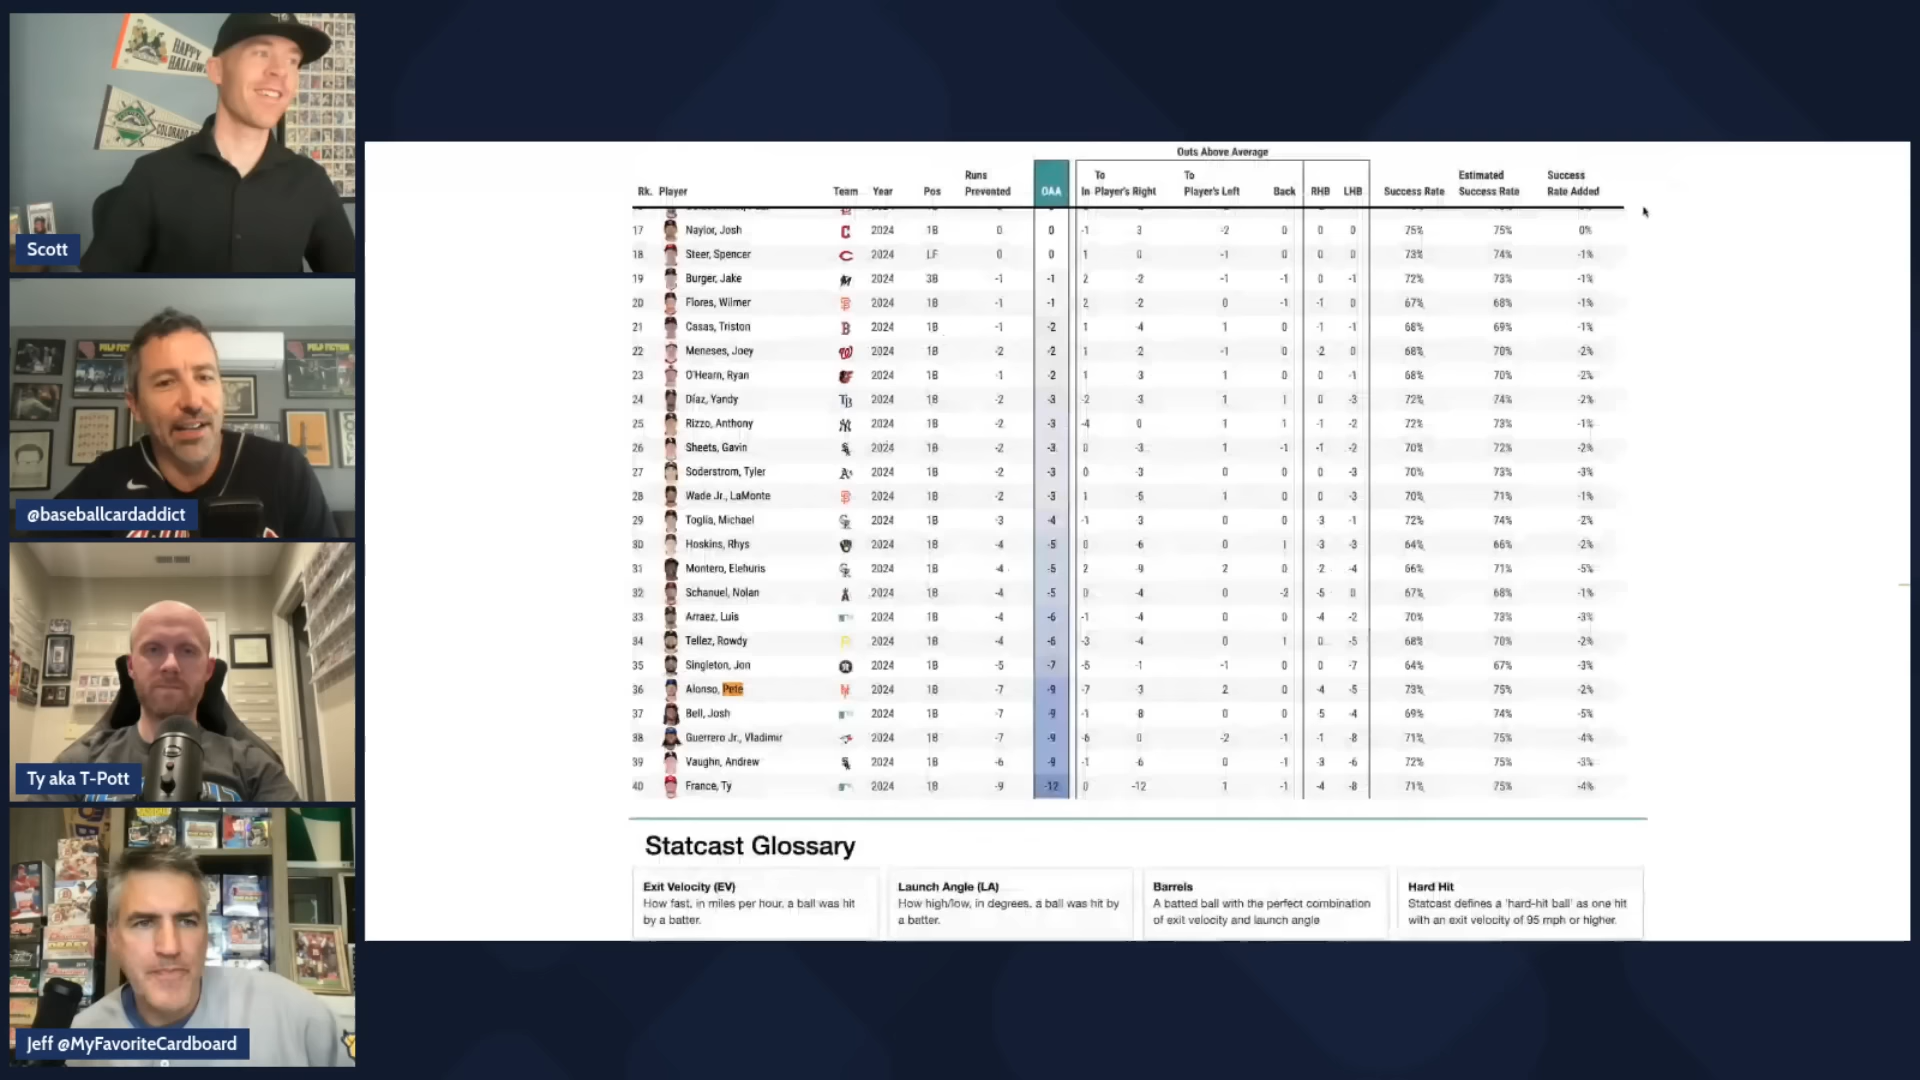 HAPPY
COLORADO
Scott
@baseballcardaddict
Ty aka T-Pott
Jeff @MyFavoriteCardboard
Outs Above Average
Rk. Player Team Year Pos Runs Prevented OAA In To Player's Right To Player's Left Back RHB LHB Success Rate Estimated Success Rate Success Rate Added
17 Naylor, Josh 2024 1B 0 0 -1 3 -2 0 0 0 75% 75% 0%
18 Steer, Spencer 2024 LF 0 0 1 0 -1 0 0 0 73% 74% -1%
19 Burger, Jake 2024 3B -1 -1 2 -2 -1 -1 0 -1 72% 73% -1%
20 Flores, Wilmer 2024 1B -1 -1 2 -2 0 -1 -1 0 67% 68% -1%
21 Casas, Triston 2024 1B -1 -2 1 -4 1 0 -1 -1 68% 69% -1%
22 Meneses, Joey 2024 1B -2 -2 1 -2 -1 0 -2 0 68% 70% -2%
23 O'Hearn, Ryan 2024 1B -1 -2 1 3 1 0 0 -1 68% 70% -2%
24 Díaz, Yandy 2024 1B -2 -3 -2 -3 1 1 0 -3 72% 74% -2%
25 Rizzo, Anthony 2024 1B -2 -3 -4 0 1 1 -1 -2 72% 73% -1%
26 Sheets, Gavin 2024 1B -2 -3 0 -3 1 -1 -1 -2 70% 72% -2%
27 Soderstrom, Tyler 2024 1B -2 -3 0 -3 0 0 0 -3 70% 73% -3%
28 Wade Jr., LaMonte 2024 1B -2 -3 1 -5 1 0 0 -3 70% 71% -1%
29 Toglia, Michael 2024 1B -3 -4 -1 3 0 0 -3 -1 72% 74% -2%
30 Hoskins, Rhys 2024 1B -4 -5 0 -6 0 1 -3 -3 64% 66% -2%
31 Montero, Elehuris 2024 1B -4 -5 2 -9 2 0 -2 -4 66% 71% -5%
32 Schanuel, Nolan 2024 1B -4 -5 0 -4 0 -2 -5 0 67% 68% -1%
33 Arraez, Luis 2024 1B -4 -6 -1 -4 0 0 -4 -2 70% 73% -3%
34 Tellez, Rowdy 2024 1B -4 -6 -3 -4 0 1 0 -5 68% 70% -2%
35 Singleton, Jon 2024 1B -5 -7 -5 -1 -1 0 0 -7 64% 67% -3%
36 Alonso, Pete 2024 1B -7 -9 -7 3 2 0 -4 -5 73% 75% -2%
37 Bell, Josh 2024 1B -7 -9 -1 -8 0 0 -5 -4 69% 74% -5%
38 Guerrero Jr., Vladimir 2024 1B -7 -9 -6 0 -2 -1 -1 -8 71% 75% -4%
39 Vaughn, Andrew 2024 1B -6 -9 -1 -6 0 -1 -3 -6 72% 75% -3%
40 France, Ty 2024 1B -9 -12 0 -12 1 -1 -4 -8 71% 75% -4%
Statcast Glossary
Exit Velocity (EV)
How fast, in miles per hour, a ball was hit
by a batter.
Launch Angle (LA)
How high/low, in degrees, a ball was hit by
a batter.
Barrels
A batted ball with the perfect combination
of exit velocity and launch angle
Hard Hit
Statcast defines a 'hard-hit ball' as one hit
with an exit velocity of 95 mph or higher.